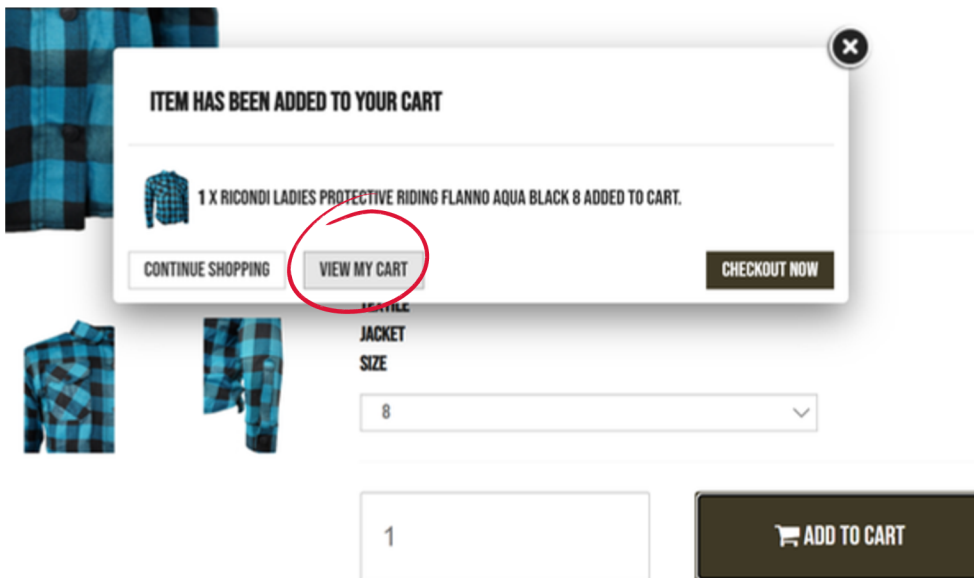 ITEM HAS BEEN ADDED TO YOUR CART
1 X RICONDI LADIES PROTECTIVE RIDING FLANNO AQUA BLACK 8 ADDED TO CART.
CONTINUE SHOPPING
VIEW MY CART
CHECKOUT NOW
TEXTILE
JACKET
SIZE
8
1
ADD TO CART